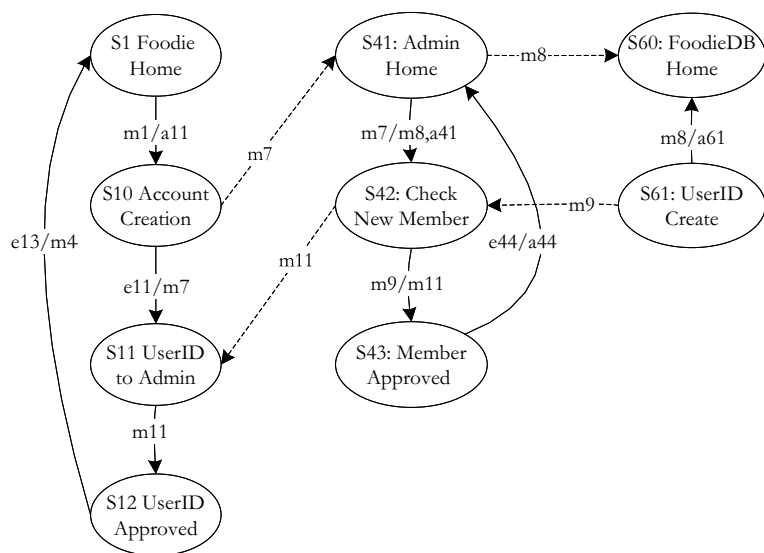 S1 Foodie
Home
S41: Admin
Home
m8
S60: FoodieDB
Home
m1/a11
m7
m7/m8,a41
m8/a61
S10 Account
Creation
S42: Check
New Member
m9
S61: UserID
Create
e13/m4
e44/a44
m11
e11/m7
m9/m11
S11 UserID
to Admin
S43: Member
Approved
m11
S12 UserID
Approved